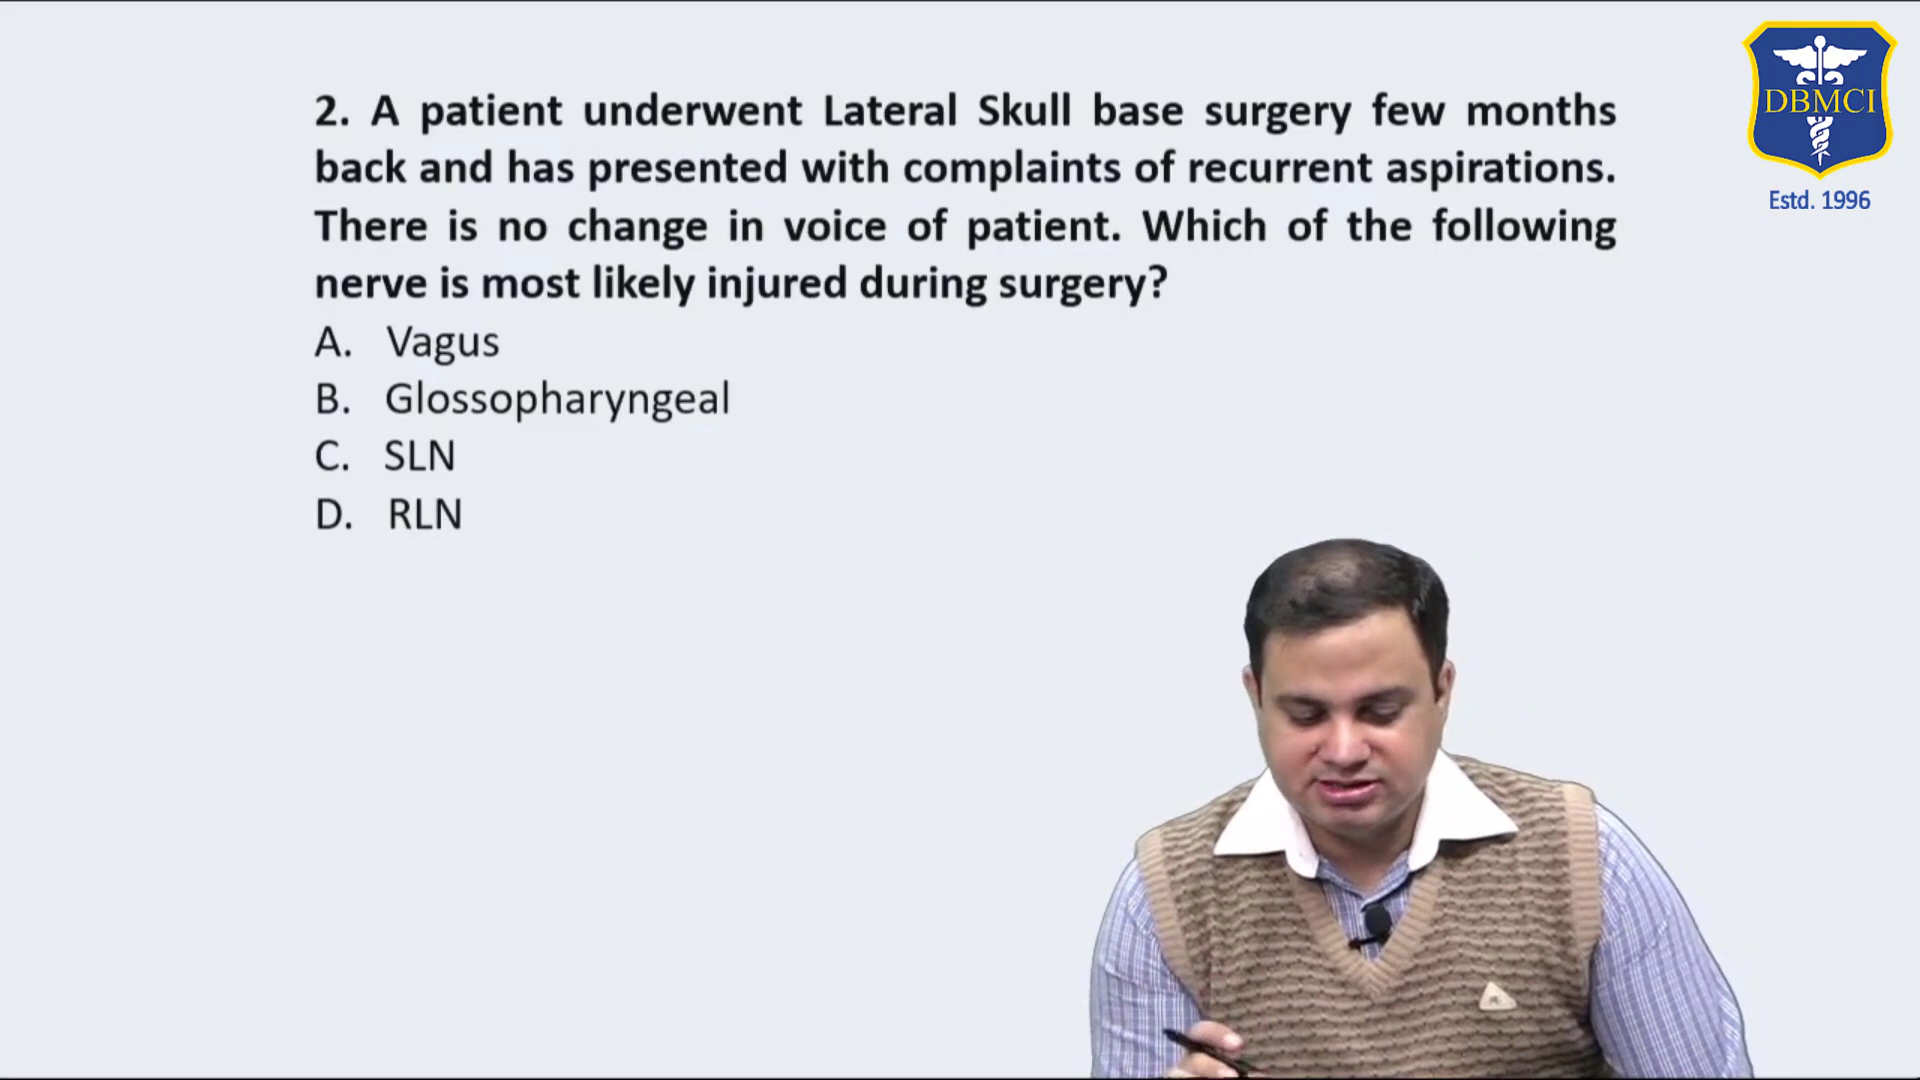 2. A patient underwent Lateral Skull base surgery few months
back and has presented with complaints of recurrent aspirations.
There is no change in voice of patient. Which of the following
nerve is most likely injured during surgery?
A. Vagus
B. Glossopharyngeal
C. SLN
D. RLN
DBMCI
Estd. 1996